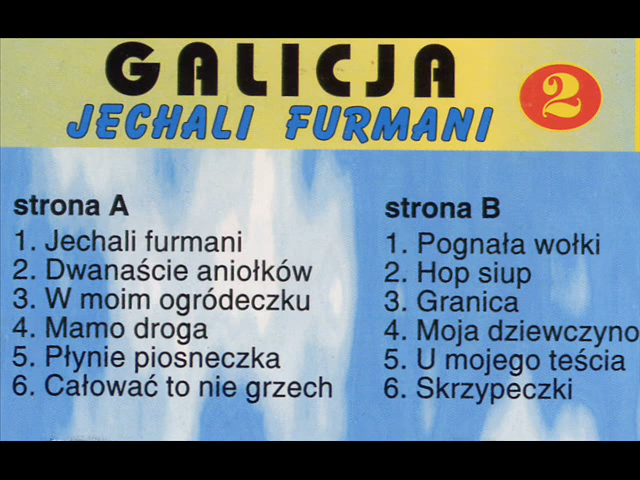 GALICJA
JECHALI FURMANI
2
strona A
1. Jechali furmani
2. Dwanaście aniołków
3. W moim ogródeczku
4. Mamo droga
5. Płynie piosneczka
6. Całować to nie grzech
strona B
1. Pognała wołki
2. Hop siup
3. Granica
4. Moja dziewczyno
5. U mojego teścia
6. Skrzypeczki